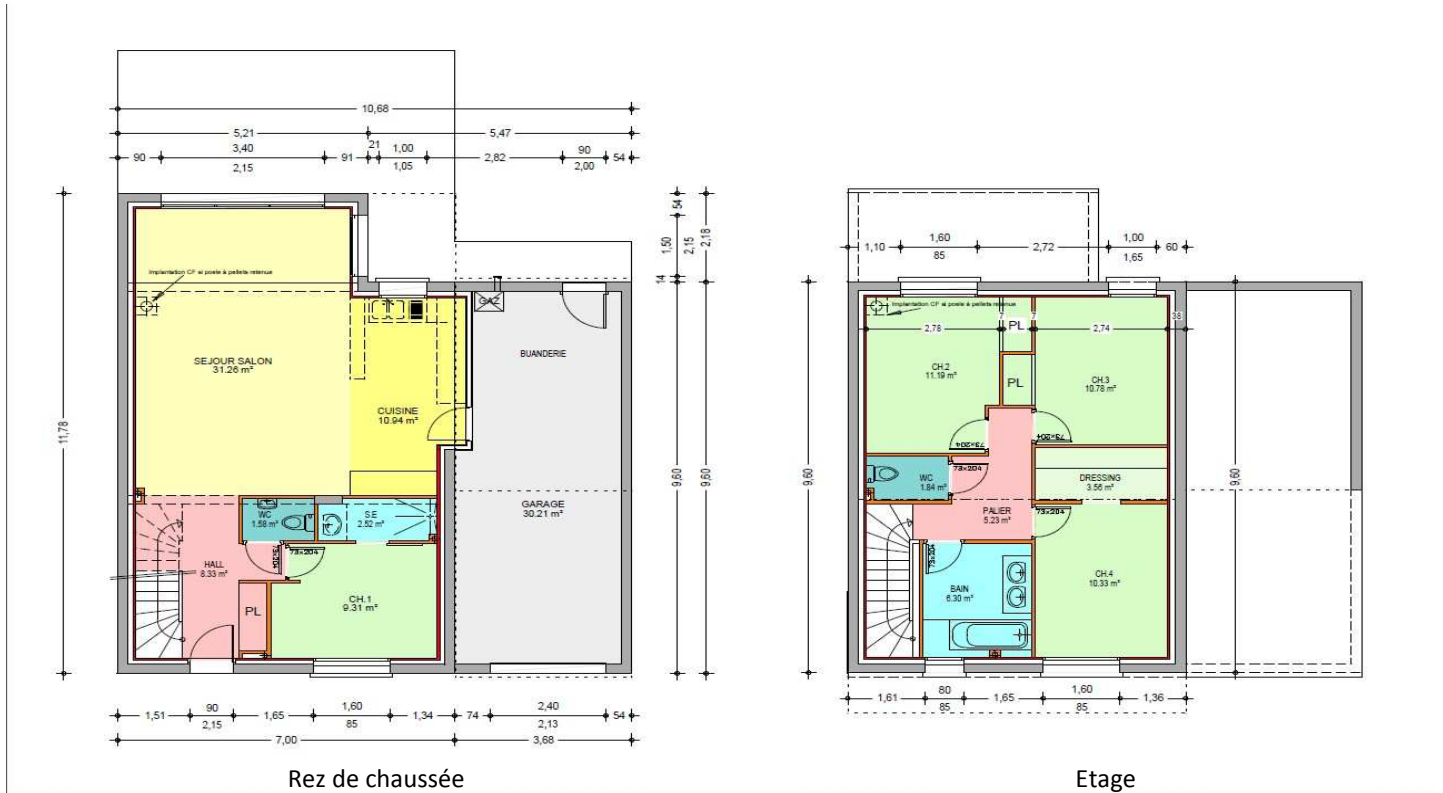 10,68
5,21
5,47
90
3,40
2,15
91
21
1,00
1,05
2,82
90
2,00
54
11,78
54
1,50
2,15
2,18
14
9,60
9,60
Implantation CF si poele à pellets retenue
GAZ
SEJOUR SALON
31.26 m²
BUANDERIE
CUISINE
10.94 m²
GARAGE
30.21 m²
WC
1.58 m²
S.E
2.52 m²
73x204
73x204
HALL
8.33 m²
PL
CH.1
9.31 m²
1,51
90
2,15
1,65
1,60
85
1,34
74
2,40
2,13
54
7,00
3,68
Rez de chaussée
1,10
1,60
85
2,72
1,00
1,65
60
Implantation CF si poele à pellets retenue
2,78
7
PL
7
2,74
38
CH.2
11.19 m²
PL
CH.3
10.78 m²
9,60
9,60
73x204
73x204
WC
1.84 m²
73x204
DRESSING
3.56 m²
PALIER
5.23 m²
73x204
73x204
BAIN
6.30 m²
CH.4
10.33 m²
1,61
80
85
1,65
1,60
85
1,36
Etage